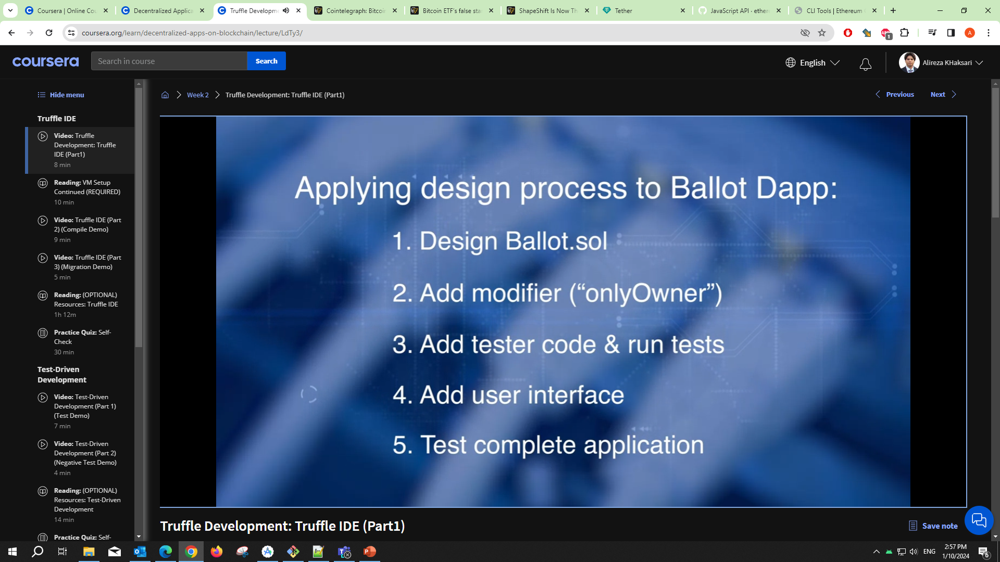 Coursera | Online Cou
Decentralized Applica
Truffle Developme
Cointelegraph: Bitcoin
Bitcoin ETF's false sta
ShapeShift Is Now Th
Tether
JavaScript API · ether
CLI Tools | Ethereum
coursera.org/learn/decentralized-apps-on-blockchain/lecture/LdTy3/
ABP
1
A
coursera
Search in course
Search
English
Alireza KHaksari
Hide menu
Week 2
Truffle Development: Truffle IDE (Part1)
Previous
Next
Truffle IDE
Video: Truffle
Development: Truffle
IDE (Part1)
8 min
Reading: VM Setup
Continued (REQUIRED)
10 min
Video: Truffle IDE (Part
2) (Compile Demo)
9 min
Video: Truffle IDE (Part
3) (Migration Demo)
5 min
Reading: (OPTIONAL)
Resources: Truffle IDE
1h 12m
Practice Quiz: Self-
Check
30 min
Test-Driven
Development
Video: Test-Driven
Development (Part 1)
(Test Demo)
7 min
Video: Test-Driven
Development (Part 2)
(Negative Test Demo)
4 min
Reading: (OPTIONAL)
Resources: Test-Driven
Development
14 min
Practice Quiz: Self-
Applying design process to Ballot Dapp:
1. Design Ballot.sol
2. Add modifier (“onlyOwner”)
3. Add tester code & run tests
4. Add user interface
5. Test complete application
Truffle Development: Truffle IDE (Part1)
Save note
ENG
2:57 PM
1/10/2024
6